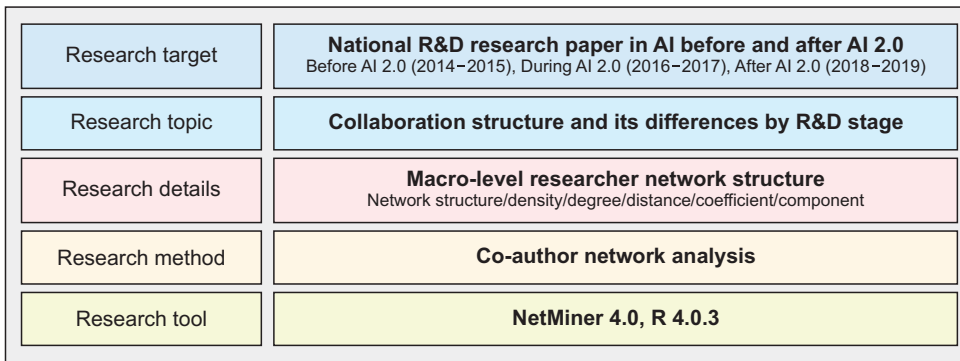 Research target
National R&D research paper in AI before and after AI 2.0
Before AI 2.0 (2014−2015), During AI 2.0 (2016−2017), After AI 2.0 (2018−2019)
Research topic
Collaboration structure and its differences by R&D stage
Research details
Macro-level researcher network structure
Network structure/density/degree/distance/coefficient/component
Research method
Co-author network analysis
Research tool
NetMiner 4.0, R 4.0.3